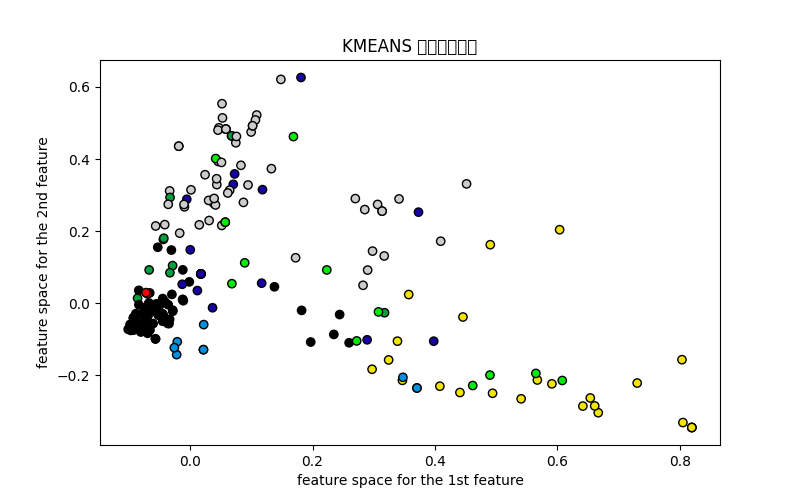 KMEANS
feature space for the 2nd feature
0.6
0.4
0.2
0.0
−0.2
0.0 0.2 0.4 0.6 0.8
feature space for the 1st feature